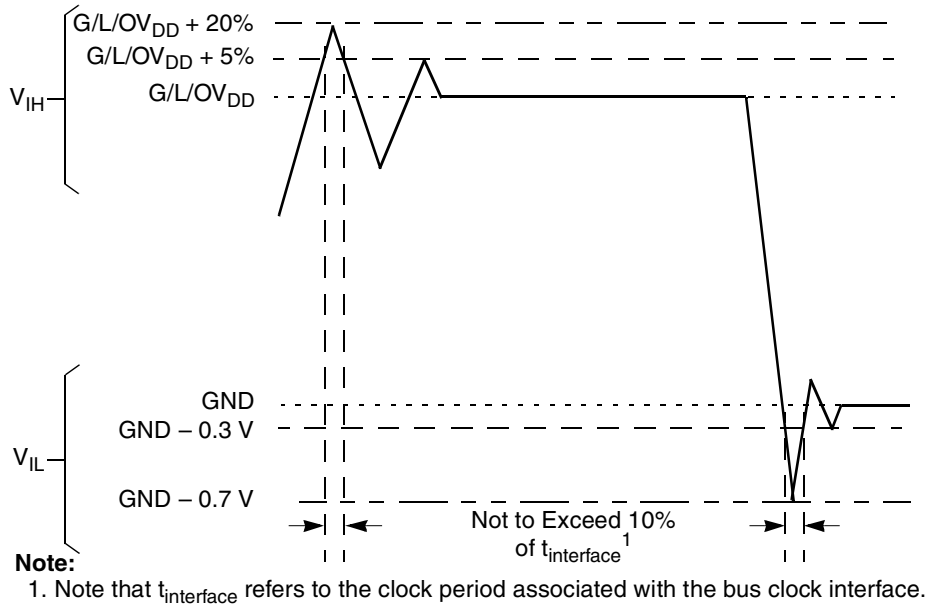 G/L/OVDD + 20%
G/L/OVDD + 5%
G/L/OVDD
VIH
GND
GND – 0.3 V
VIL
GND – 0.7 V
Not to Exceed 10%
of tinterface1
Note:
1. Note that tinterface refers to the clock period associated with the bus clock interface.